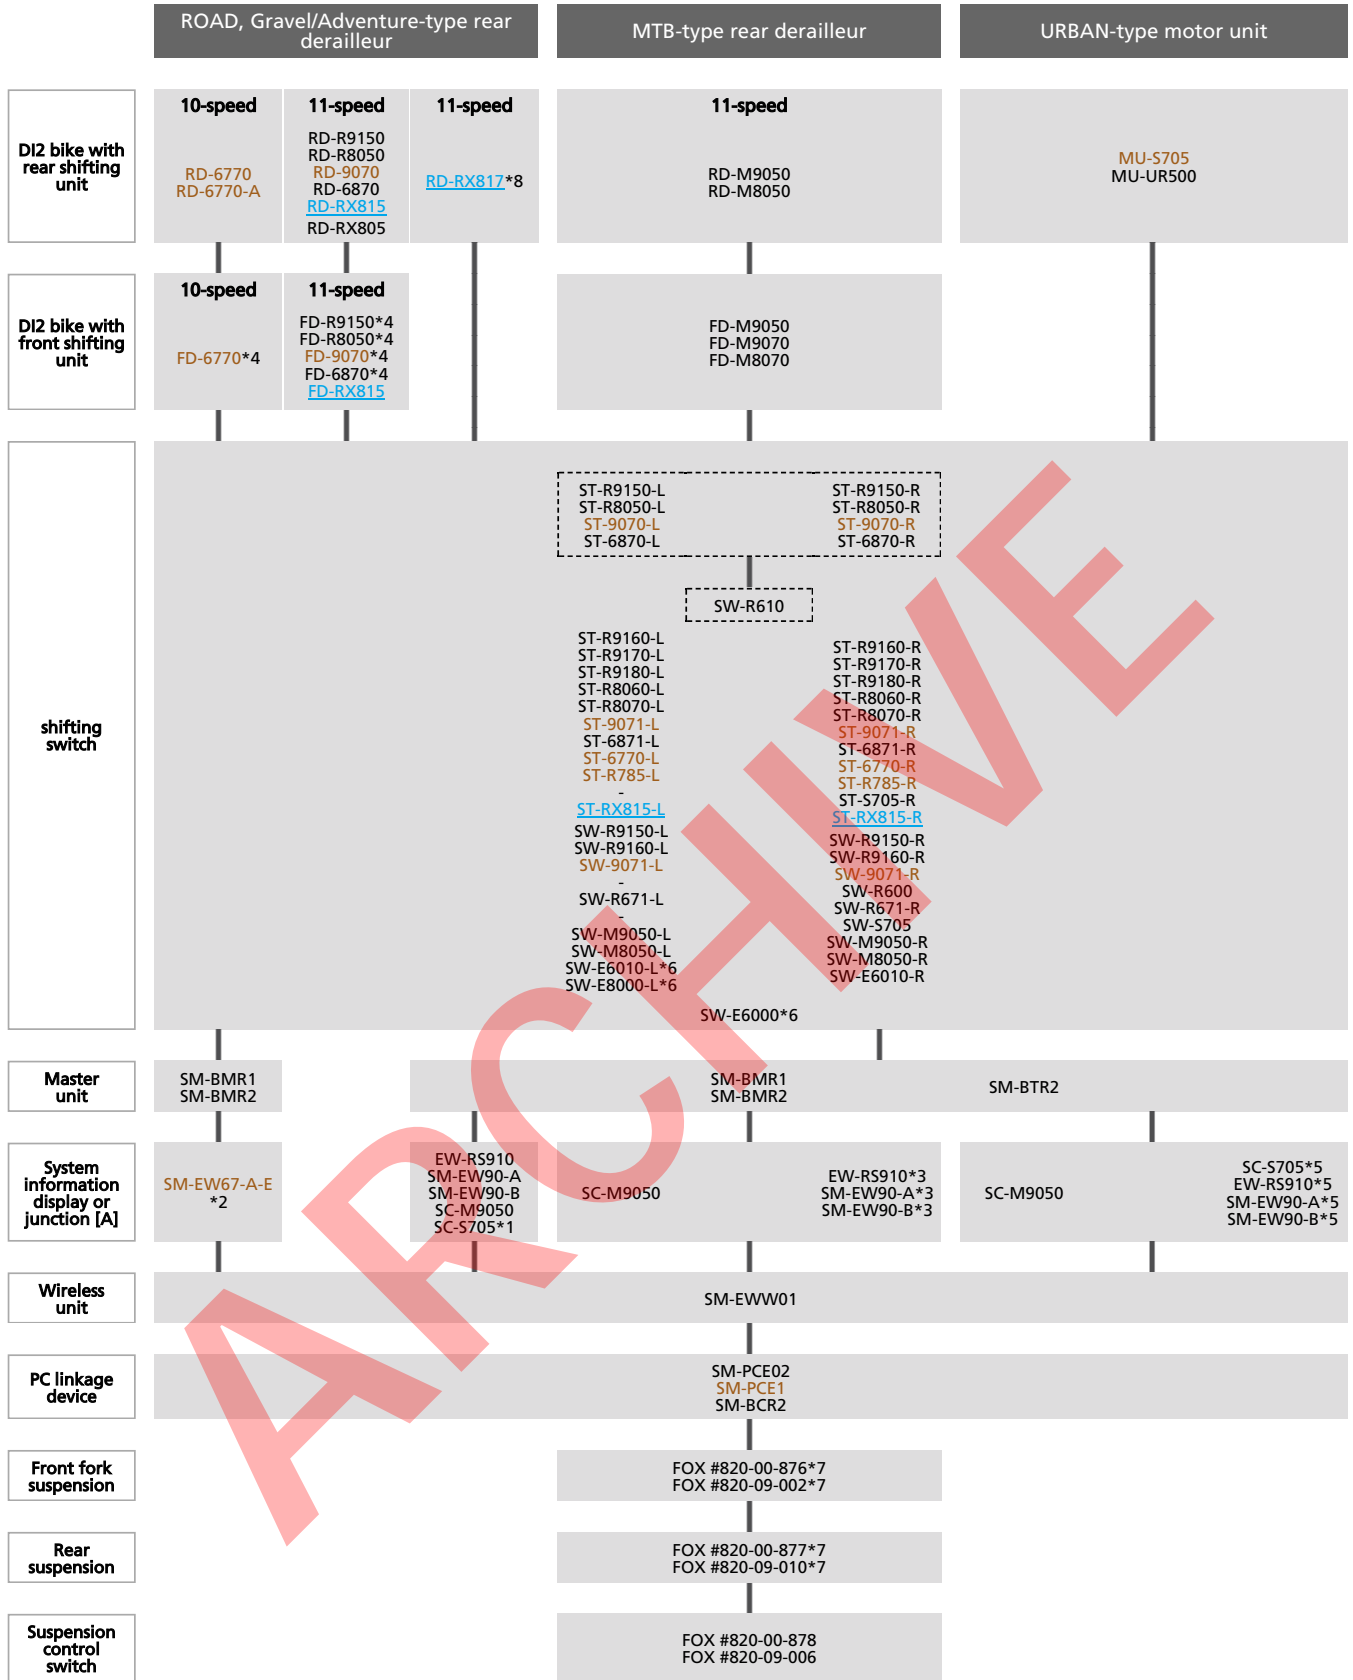 ROAD, Gravel/Adventure-type rear
derailleur
MTB-type rear derailleur
URBAN-type motor unit
DI2 bike with
rear shifting
unit
10-speed
RD-6770
RD-6770-A
11-speed
RD-R9150
RD-R8050
RD-9070
RD-6870
RD-RX815
RD-RX805
11-speed
RD-RX817*8
11-speed
RD-M9050
RD-M8050
MU-S705
MU-UR500
DI2 bike with
front shifting
unit
10-speed
FD-6770*4
11-speed
FD-R9150*4
FD-R8050*4
FD-9070*4
FD-6870*4
FD-RX815
FD-M9050
FD-M9070
FD-M8070
shifting
switch
ST-R9150-L
ST-R8050-L
ST-9070-L
ST-6870-L
ST-R9150-R
ST-R8050-R
ST-9070-R
ST-6870-R
SW-R610
ST-R9160-L
ST-R9170-L
ST-R9180-L
ST-R8060-L
ST-R8070-L
ST-9071-L
ST-6871-L
ST-6770-L
ST-R785-L
-
ST-RX815-L
SW-R9150-L
SW-R9160-L
SW-9071-L
-
SW-R671-L
-
SW-M9050-L
SW-M8050-L
SW-E6010-L*6
SW-E8000-L*6
ST-R9160-R
ST-R9170-R
ST-R9180-R
ST-R8060-R
ST-R8070-R
ST-9071-R
ST-6871-R
ST-6770-R
ST-R785-R
ST-S705-R
ST-RX815-R
SW-R9150-R
SW-R9160-R
SW-9071-R
SW-R600
SW-R671-R
SW-S705
SW-M9050-R
SW-M8050-R
SW-E6010-R
SW-E6000*6
Master
unit
SM-BMR1
SM-BMR2
SM-BMR1
SM-BMR2
SM-BTR2
System
information
display or
junction [A]
SM-EW67-A-E
*2
EW-RS910
SM-EW90-A
SM-EW90-B
SC-M9050
SC-S705*1
SC-M9050
EW-RS910*3
SM-EW90-A*3
SM-EW90-B*3
SC-M9050
SC-S705*5
EW-RS910*5
SM-EW90-A*5
SM-EW90-B*5
Wireless
unit
SM-EWW01
PC linkage
device
SM-PCE02
SM-PCE1
SM-BCR2
Front fork
suspension
FOX #820-00-876*7
FOX #820-09-002*7
Rear
suspension
FOX #820-00-877*7
FOX #820-09-010*7
Suspension
control
switch
FOX #820-00-878
FOX #820-09-006
ARCHIVE